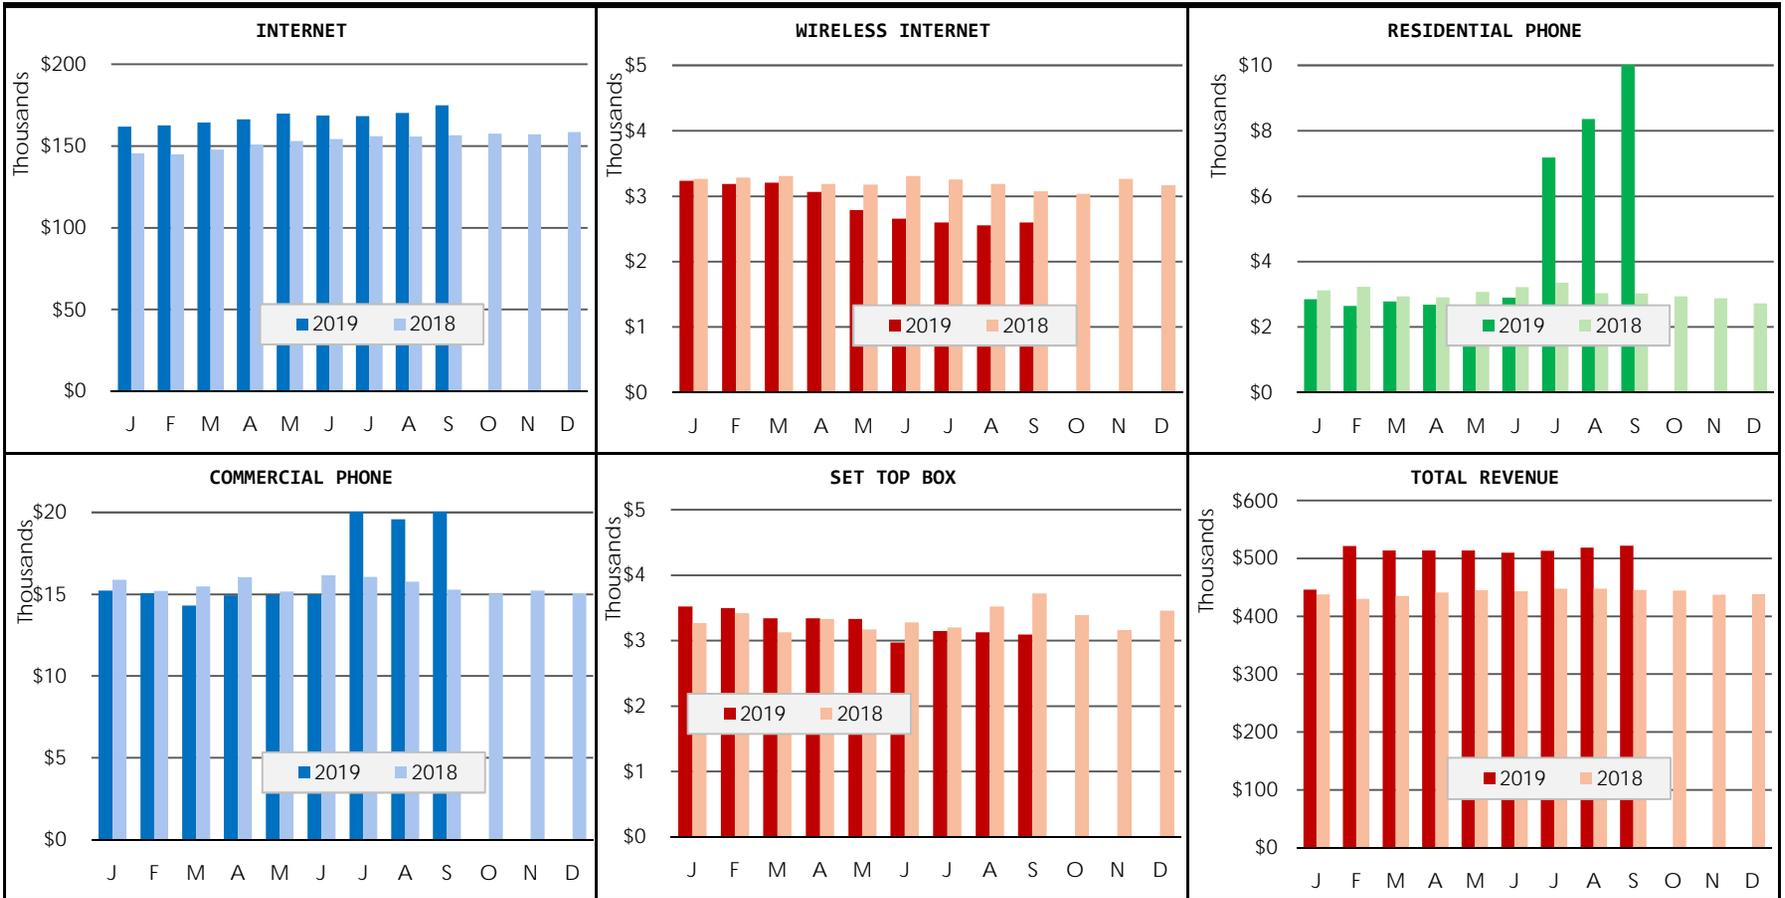 INTERNET
Thousands
$200
$150
$100
$50
$0
2019 2018
J F M A M J J A S O N D
WIRELESS INTERNET
Thousands
$5
$4
$3
$2
$1
$0
2019 2018
J F M A M J J A S O N D
RESIDENTIAL PHONE
Thousands
$10
$8
$6
$4
$2
$0
2019 2018
J F M A M J J A S O N D
COMMERCIAL PHONE
Thousands
$20
$15
$10
$5
$0
2019 2018
J F M A M J J A S O N D
SET TOP BOX
Thousands
$5
$4
$3
$2
$1
$0
2019 2018
J F M A M J J A S O N D
TOTAL REVENUE
Thousands
$600
$500
$400
$300
$200
$100
$0
2019 2018
J F M A M J J A S O N D